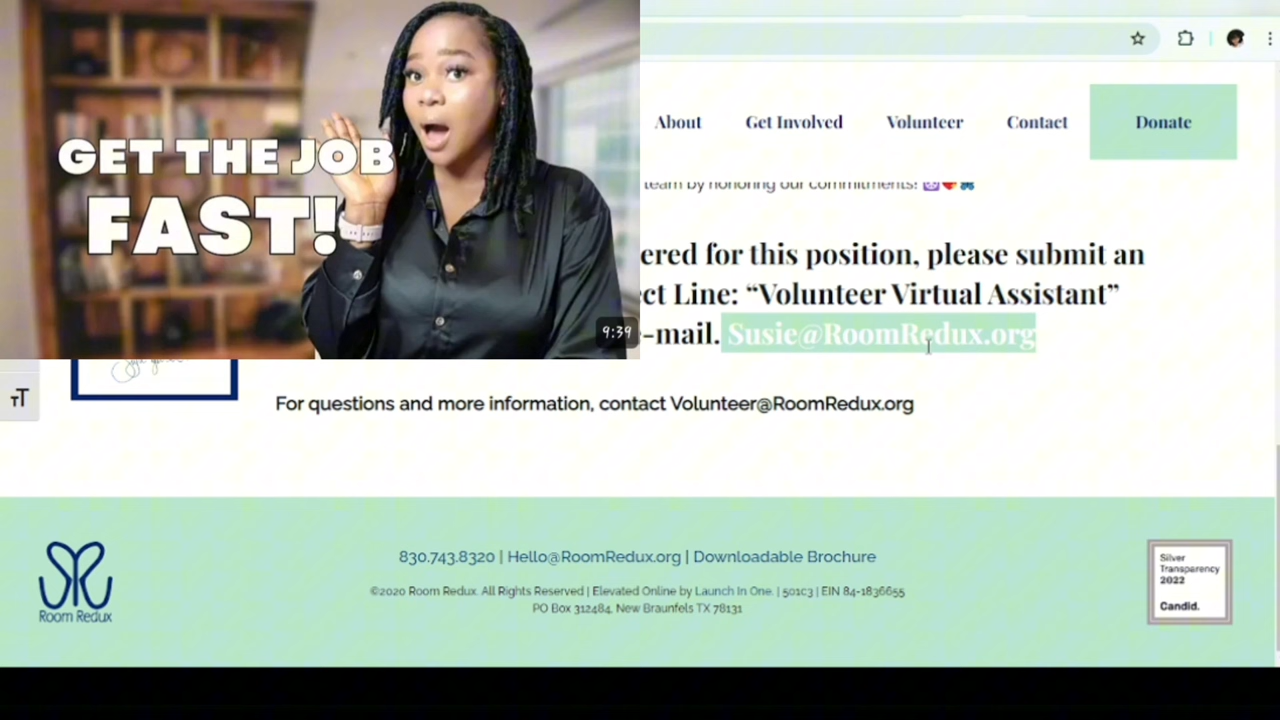 GET THE JOB
FAST!
9:39
About
Get Involved
Volunteer
Contact
Donate
team by honoring our commitments!
ered for this position, please submit an
ct Line: “Volunteer Virtual Assistant”
e-mail. Susie@RoomRedux.org
TT
For questions and more information, contact Volunteer@RoomRedux.org
830.743.8320 | Hello@RoomRedux.org | Downloadable Brochure
©2020 Room Redux. All Rights Reserved | Elevated Online by Launch In One. | 501C3 | EIN 84-1836655
PO Box 312484, New Braunfels TX 78131
Room Redux
Silver
Transparency
2022
Candid.